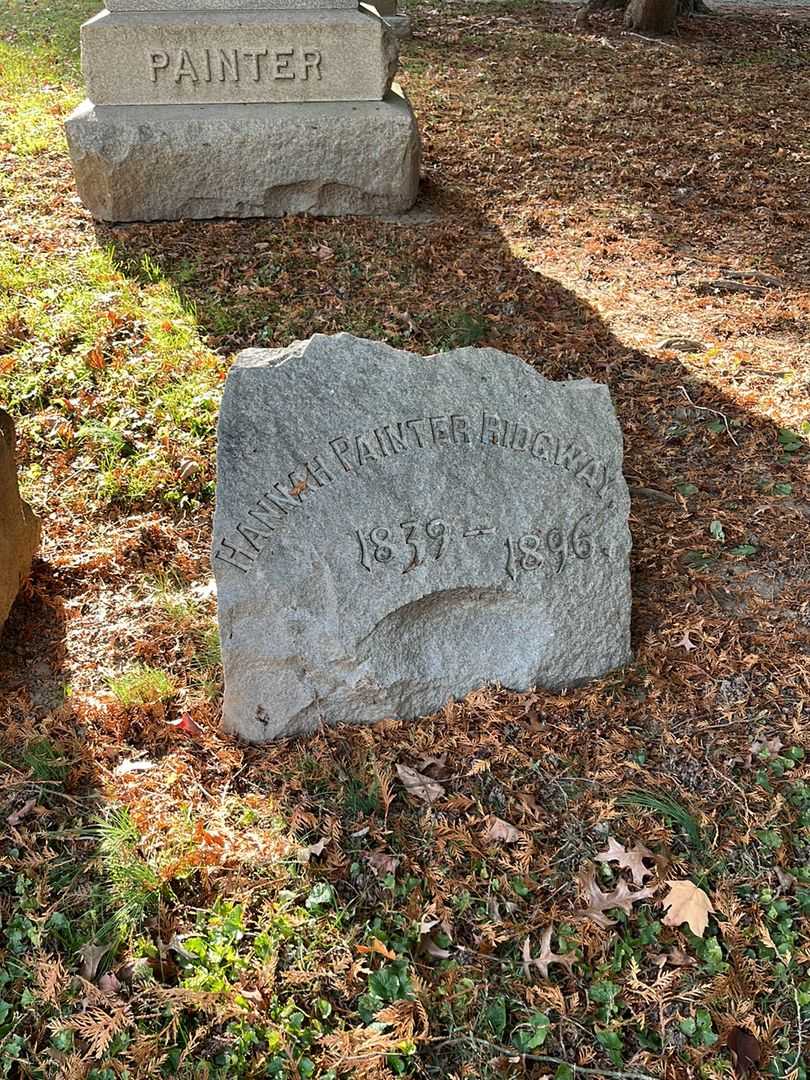 PAINTER
HANNAH PAINTER RIDGWAY,
1839 – 1896.